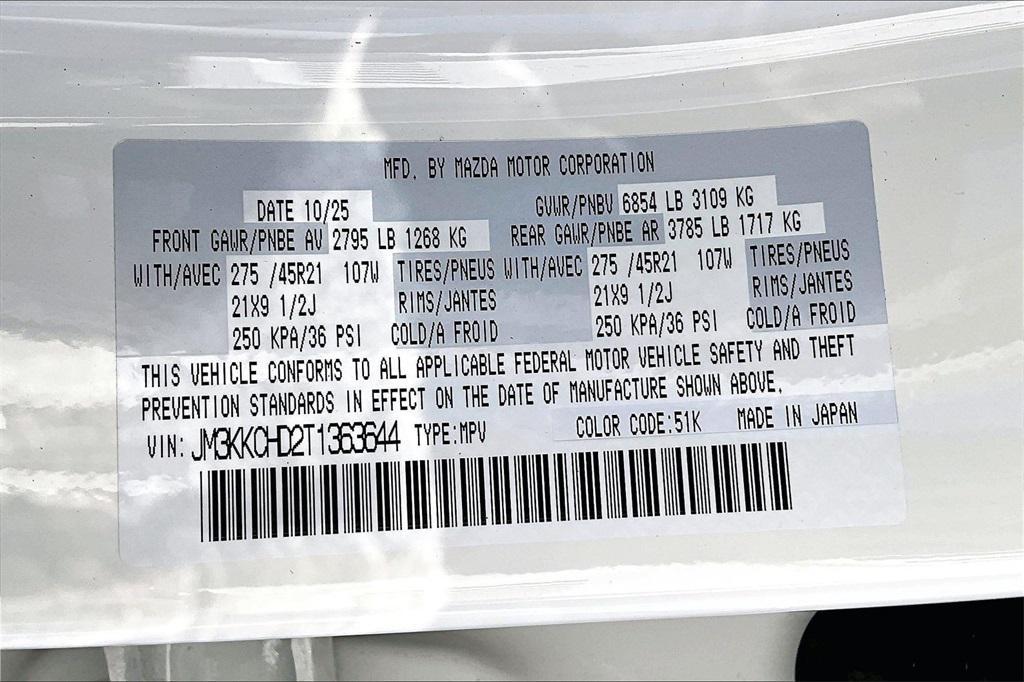 MFD. BY MAZDA MOTOR CORPORATION
DATE 10/25 GVWR/PNBV 6854 LB 3109 KG
FRONT GAWR/PNBE AV 2795 LB 1268 KG REAR GAWR/PNBE AR 3785 LB 1717 KG
WITH/AVEC 275 /45R21 107W TIRES/PNEUS WITH/AVEC 275 /45R21 107W TIRES/PNEUS
21X9 1/2J RIMS/JANTES 21X9 1/2J RIMS/JANTES
250 KPA/36 PSI COLD/A FROID 250 KPA/36 PSI COLD/A FROID
THIS VEHICLE CONFORMS TO ALL APPLICABLE FEDERAL MOTOR VEHICLE SAFETY AND THEFT
PREVENTION STANDARDS IN EFFECT ON THE DATE OF MANUFACTURE SHOWN ABOVE.
VIN: JM3KKCHD2T1363644 TYPE:MPV COLOR CODE:51K MADE IN JAPAN